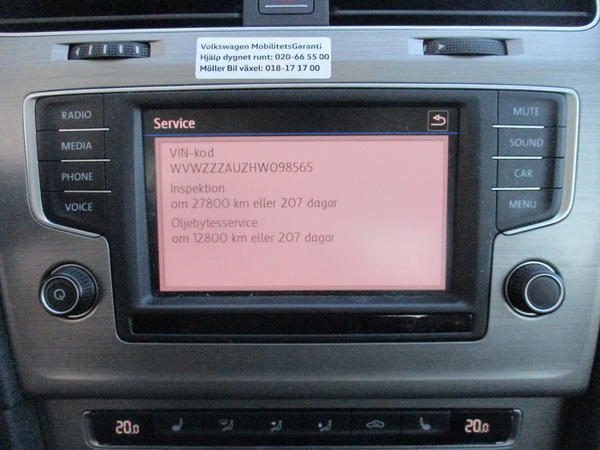 Volkswagen MobilitetsGaranti
Hjälp dygnet runt: 020-66 55 00
Möller Bil växel: 018-17 17 00
RADIO
MEDIA
PHONE
VOICE
Service
VIN-kod
WVWZZZAUZHW098565
Inspektion
om 27800 km eller 207 dagar
Oljebytesservice
om 12800 km eller 207 dagar
MUTE
SOUND
CAR
MENU
20.0
20.0